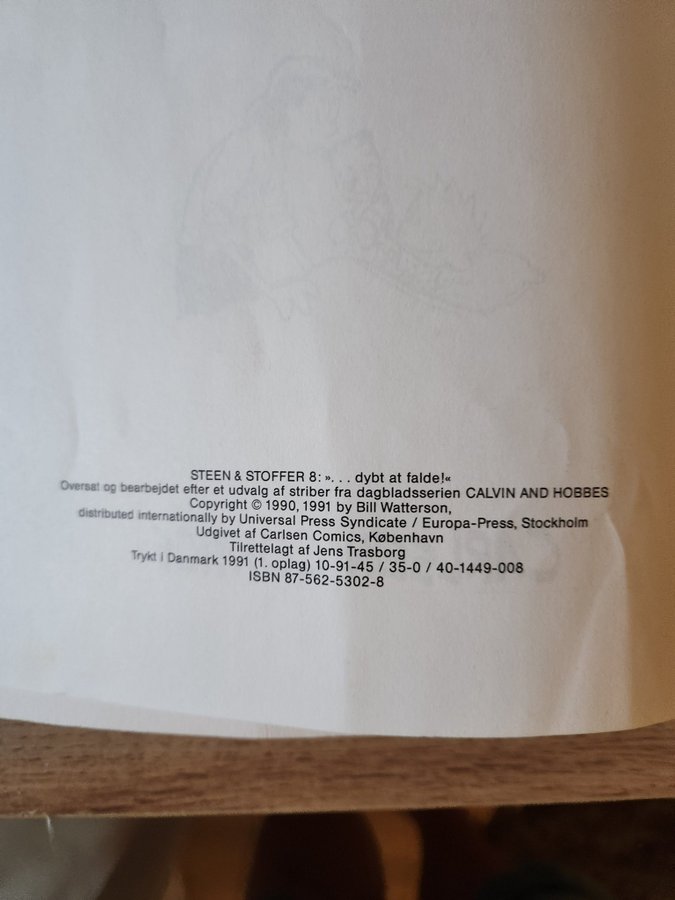 STEEN & STOFFER 8: ». . . dybt at falde!«
Oversat og bearbejdet efter et udvalg af striber fra dagbladsserien CALVIN AND HOBBES
Copyright © 1990, 1991 by Bill Watterson,
distributed internationally by Universal Press Syndicate / Europa-Press, Stockholm
Udgivet af Carlsen Comics, København
Tilrettelagt af Jens Trasborg
Trykt i Danmark 1991 (1. oplag) 10-91-45 / 35-0 / 40-1449-008
ISBN 87-562-5302-8